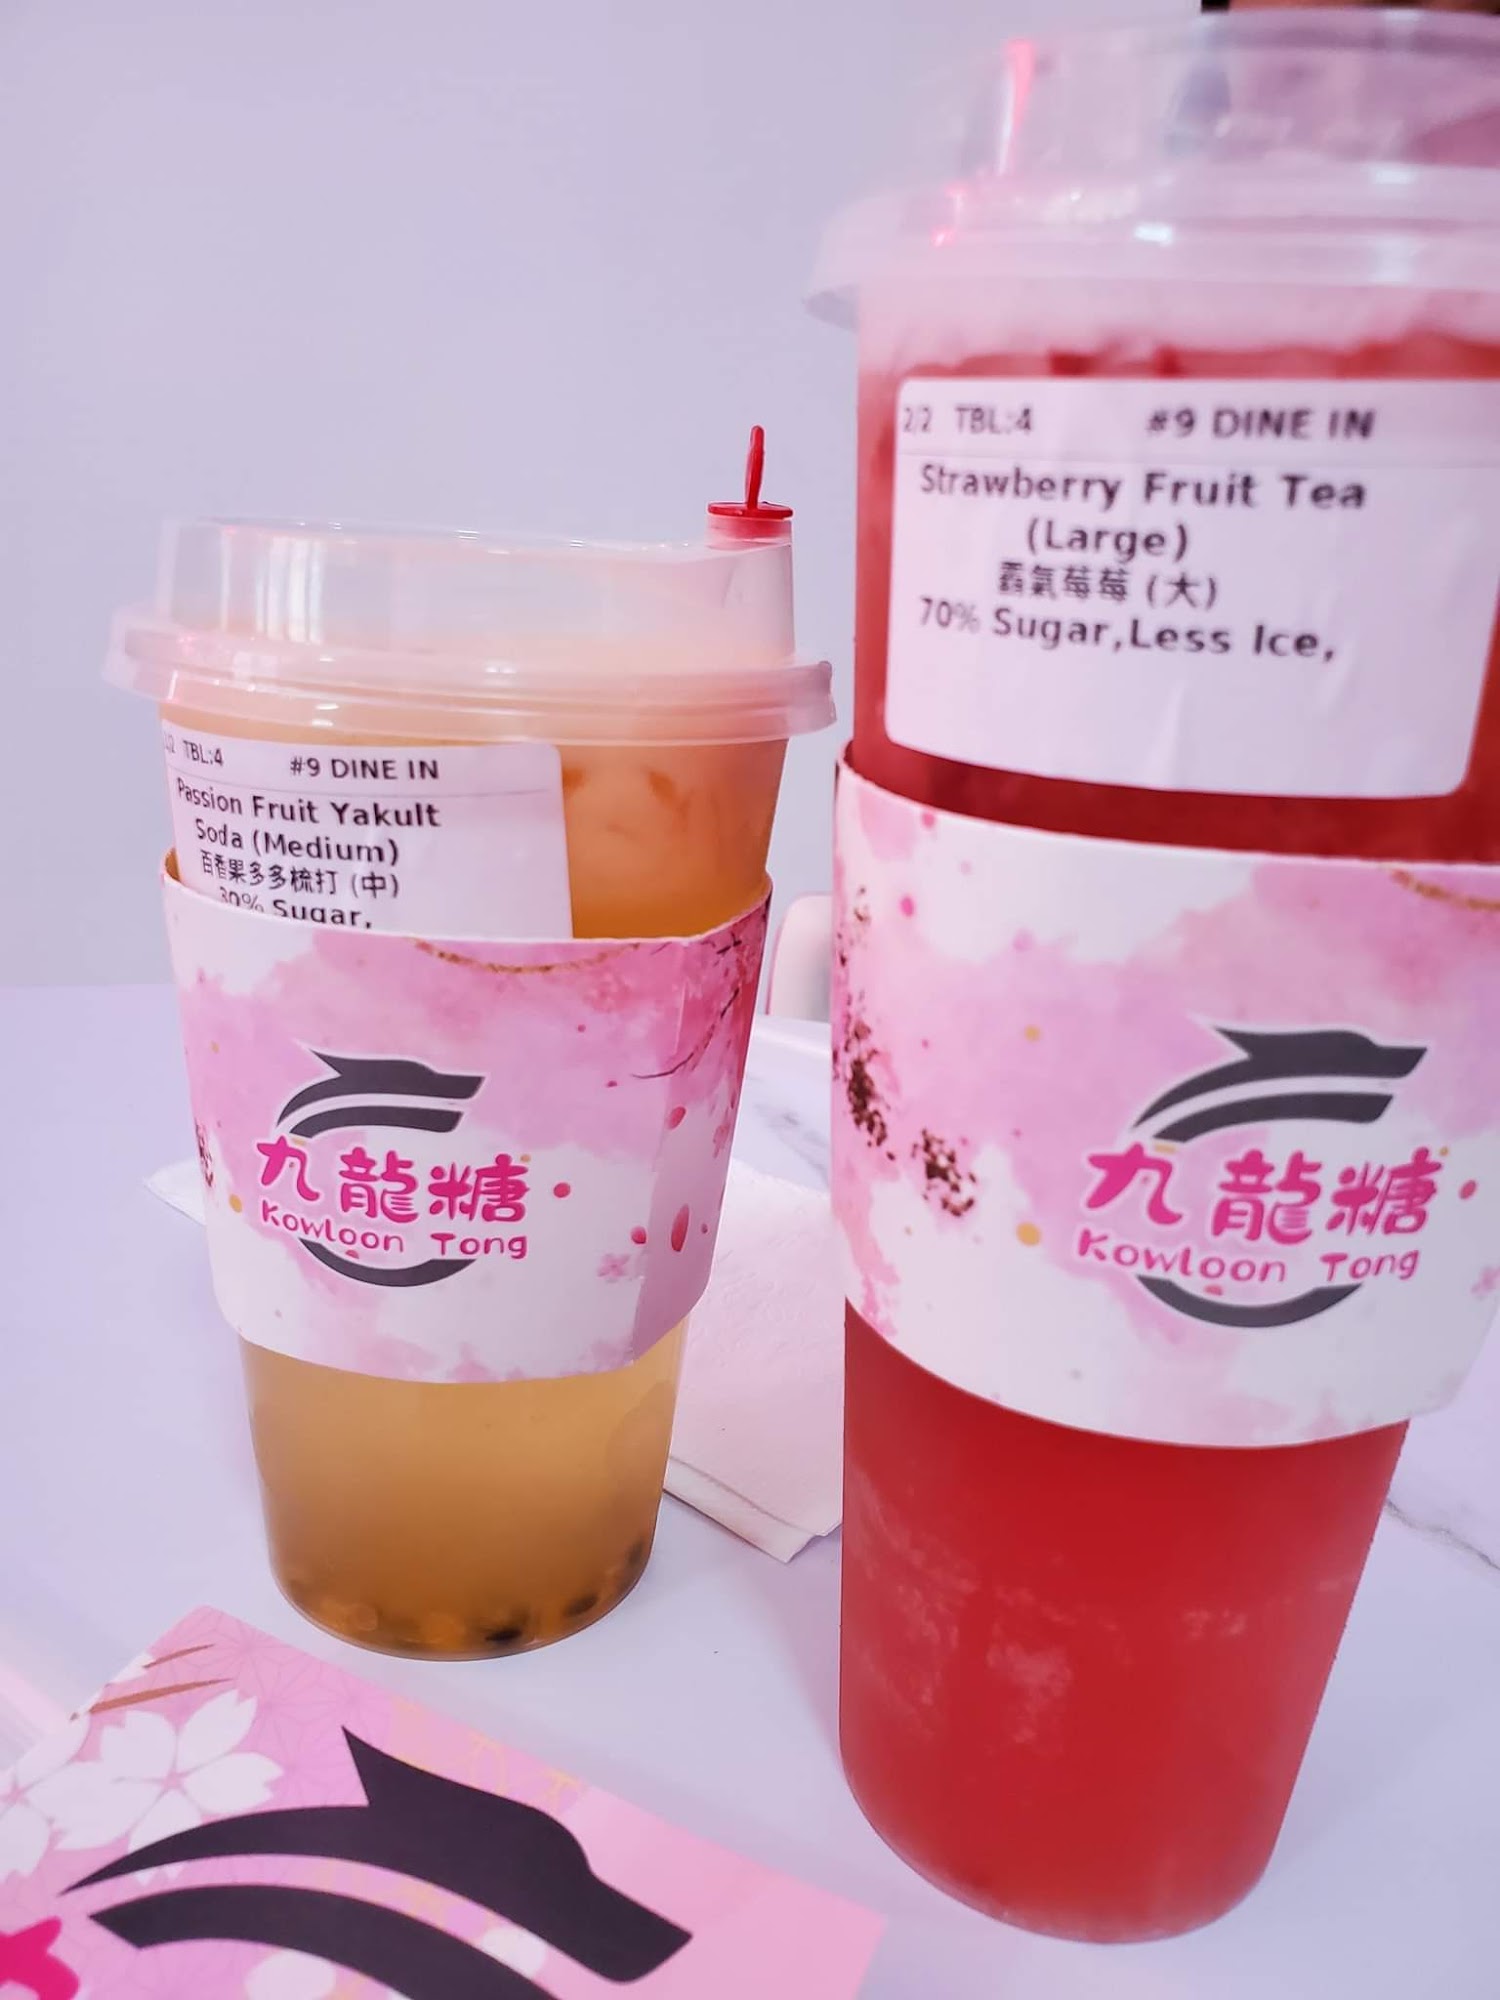 1/2 TBL:4 #9 DINE IN
Passion Fruit Yakult
Soda (Medium)
百香果多多梳打 (中)
30% Sugar,
九龍糖
Kowloon Tong
2/2 TBL:4 #9 DINE IN
Strawberry Fruit Tea
(Large)
霸氣莓莓 (大)
70% Sugar,Less Ice,
九龍糖
Kowloon Tong